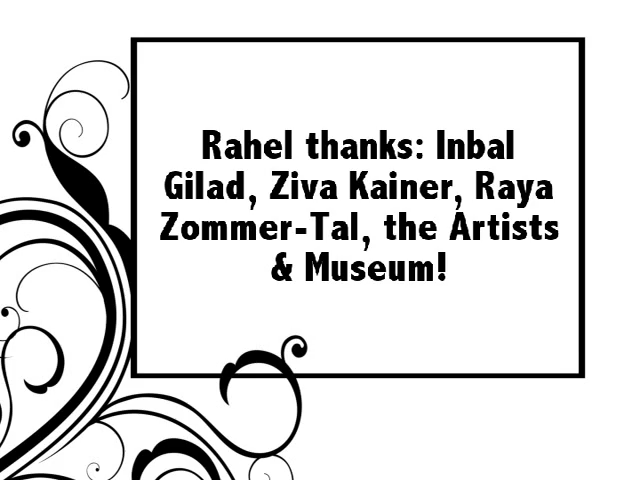 Rahel thanks: Inbal
Gilad, Ziva Kainer, Raya
Zommer-Tal, the Artists
& Museum!